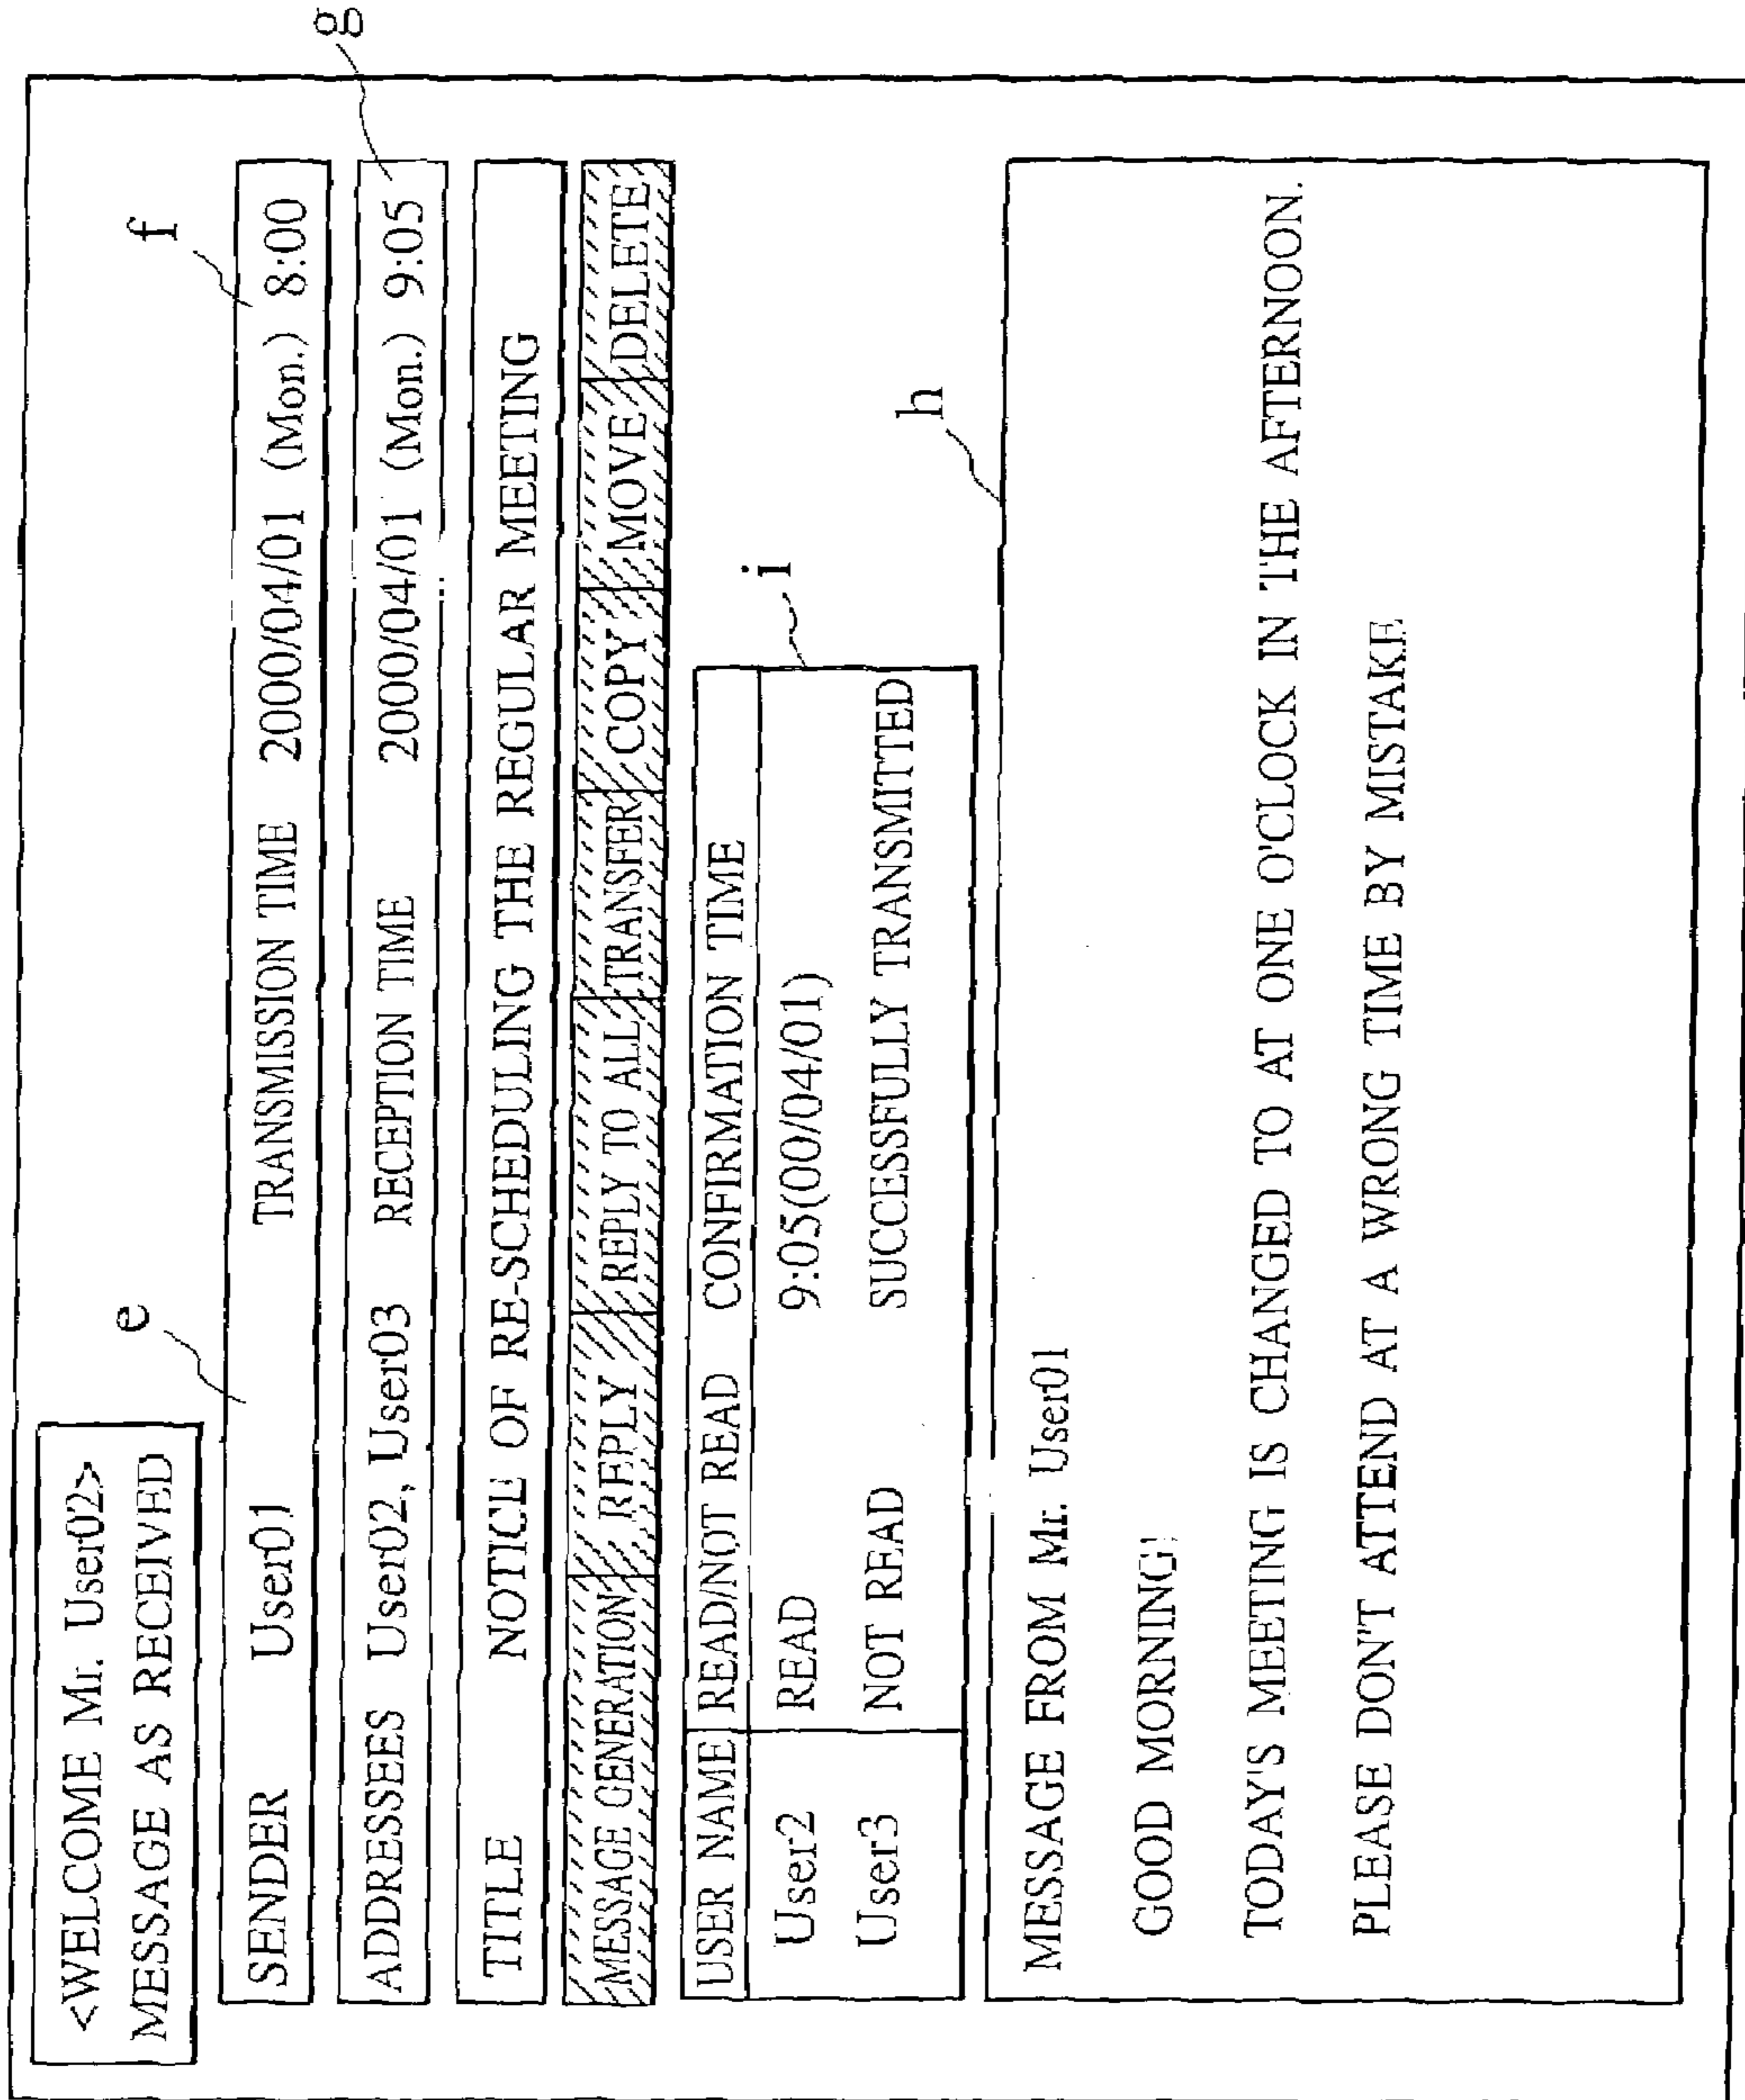 g
<WELCOME Mr. User02>
MESSAGE AS RECEIVED
e
f
SENDER User01 TRANSMISSION TIME 2000/04/01 (Mon.) 8:00
ADDRESSES User02, User03 RECEPTION TIME 2000/04/01 (Mon.) 9:05
TITLE NOTICE OF RE-SCHEDULING THE REGULAR MEETING
MESSAGE GENERATION REPLY REPLY TO ALL TRANSFER COPY MOVE DELETE
USER NAME READ/NOT READ CONFIRMATION TIME
i
User2 READ 9:05(00/04/01)
User3 NOT READ SUCCESSFULLY TRANSMITTED
h
MESSAGE FROM Mr. User01
GOOD MORNING!
TODAY'S MEETING IS CHANGED TO AT ONE O'CLOCK IN THE AFTERNOON.
PLEASE DON'T ATTEND AT A WRONG TIME BY MISTAKE